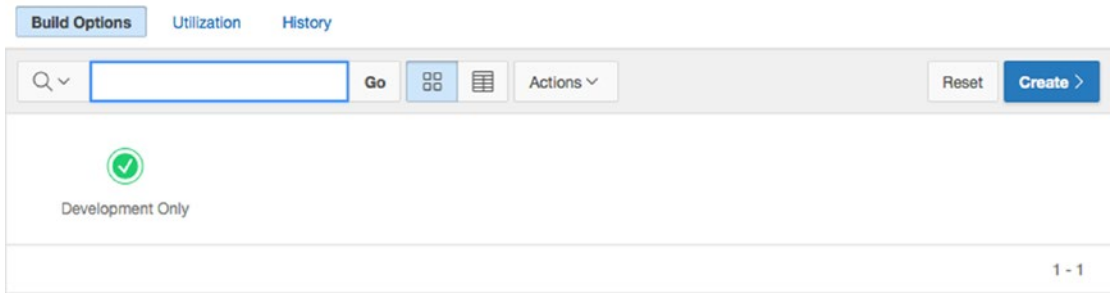 Build Options Utilization History
Go Actions Reset Create >
Development Only
1 - 1